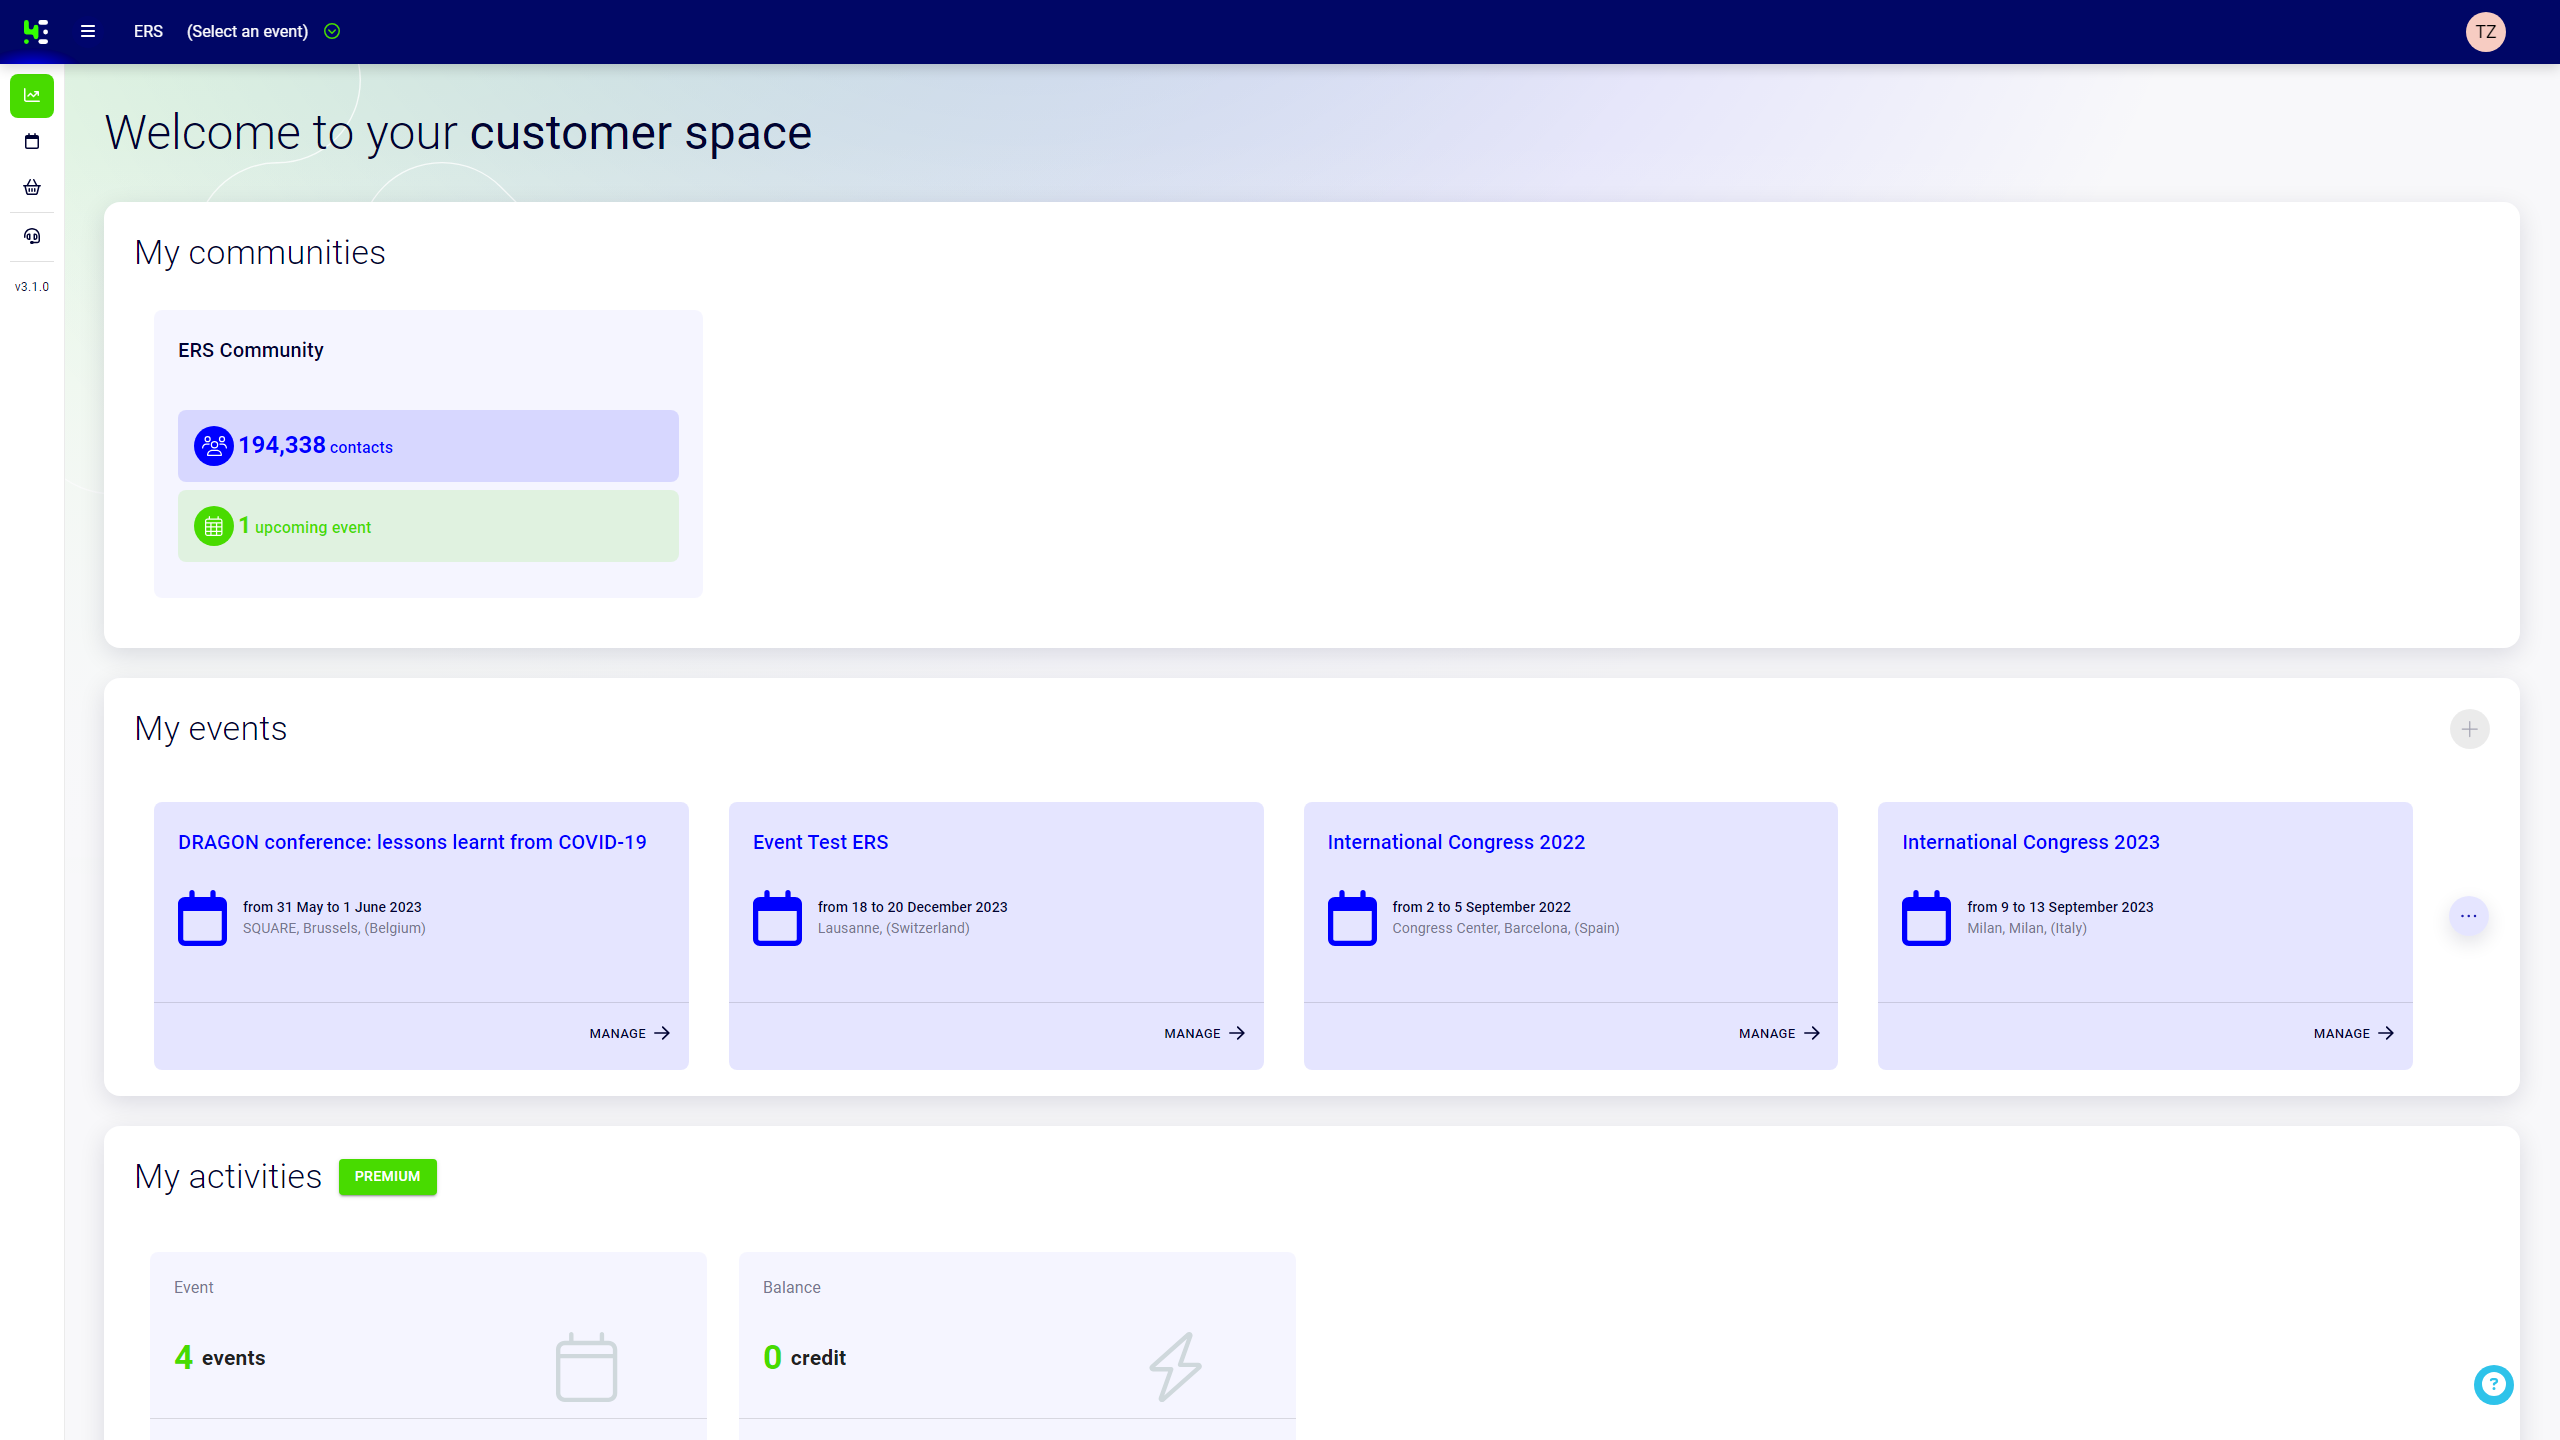 ERS (Select an event)
TZ
v3.1.0
Welcome to your customer space
My communities
ERS Community
194,338 contacts
1 upcoming event
My events
DRAGON conference: lessons learnt from COVID-19
from 31 May to 1 June 2023
SQUARE, Brussels, (Belgium)
MANAGE
Event Test ERS
from 18 to 20 December 2023
Lausanne, (Switzerland)
MANAGE
International Congress 2022
from 2 to 5 September 2022
Congress Center, Barcelona, (Spain)
MANAGE
International Congress 2023
from 9 to 13 September 2023
Milan, Milan, (Italy)
MANAGE
My activities PREMIUM
Event
4 events
Balance
0 credit